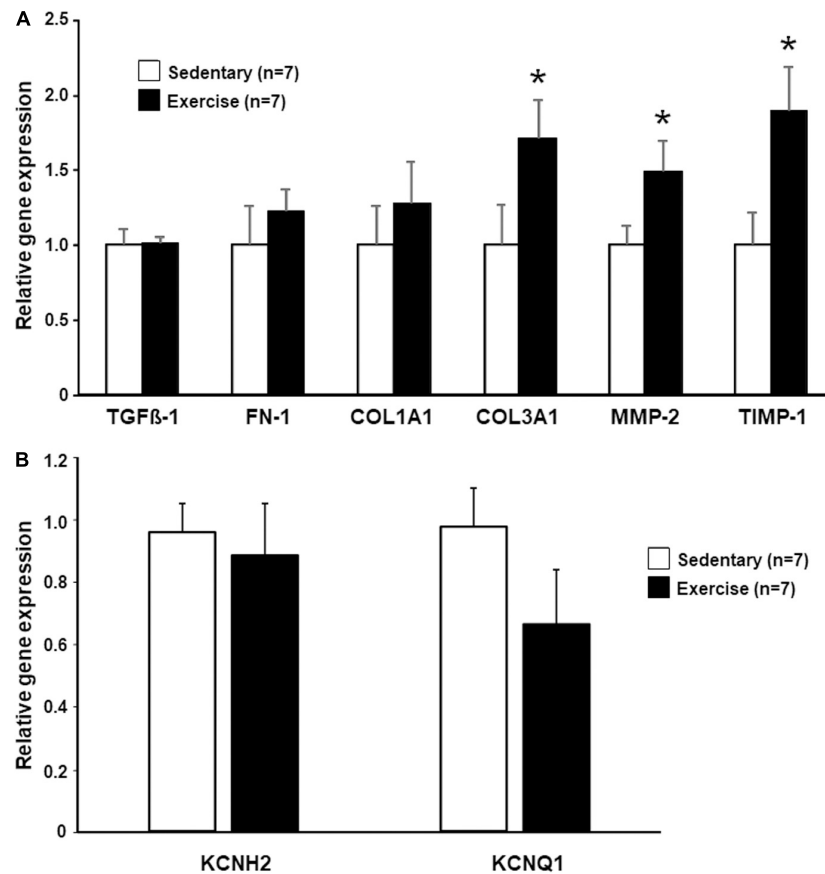 A
2.5
2.0
1.5
1.0
0.5
0
Relative gene expression
Sedentary (n=7)
Exercise (n=7)
*
*
*
TGFß-1 FN-1 COL1A1 COL3A1 MMP-2 TIMP-1
B
1.2
1.0
0.8
0.6
0.4
0.2
0
Relative gene expression
Sedentary (n=7)
Exercise (n=7)
KCNH2 KCNQ1